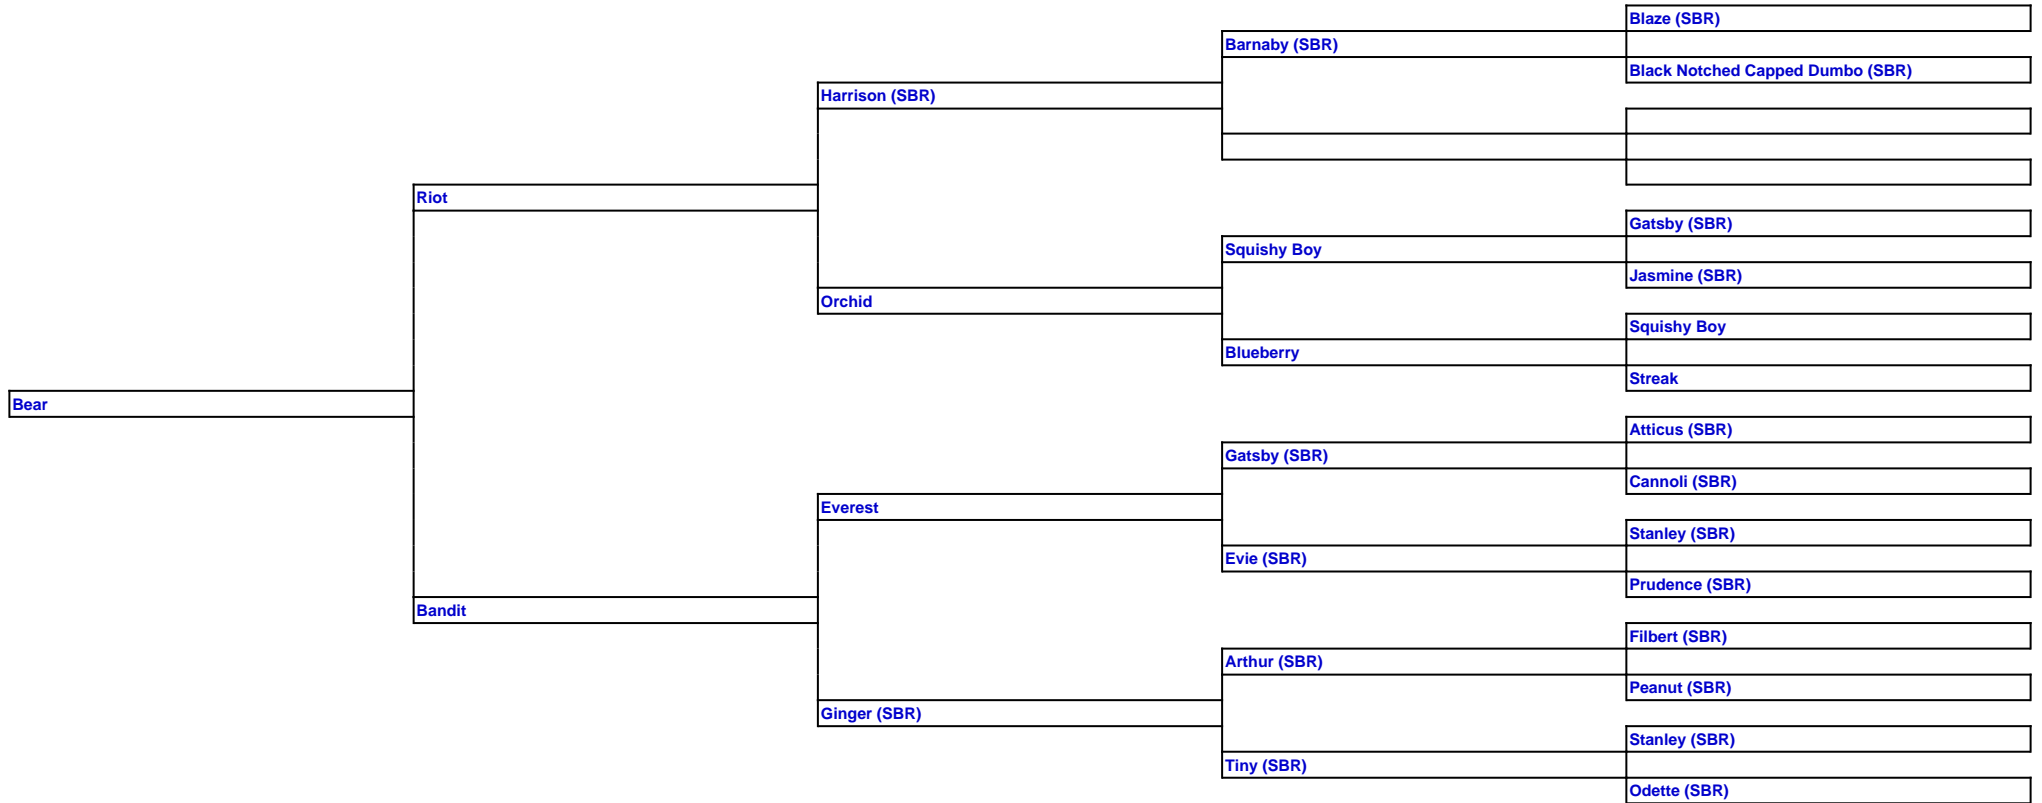 Blaze (SBR)
Barnaby (SBR)
Black Notched Capped Dumbo (SBR)
Harrison (SBR)
Riot
Gatsby (SBR)
Squishy Boy
Jasmine (SBR)
Orchid
Squishy Boy
Blueberry
Streak
Bear
Atticus (SBR)
Gatsby (SBR)
Cannoli (SBR)
Everest
Stanley (SBR)
Evie (SBR)
Prudence (SBR)
Bandit
Filbert (SBR)
Arthur (SBR)
Peanut (SBR)
Ginger (SBR)
Stanley (SBR)
Tiny (SBR)
Odette (SBR)